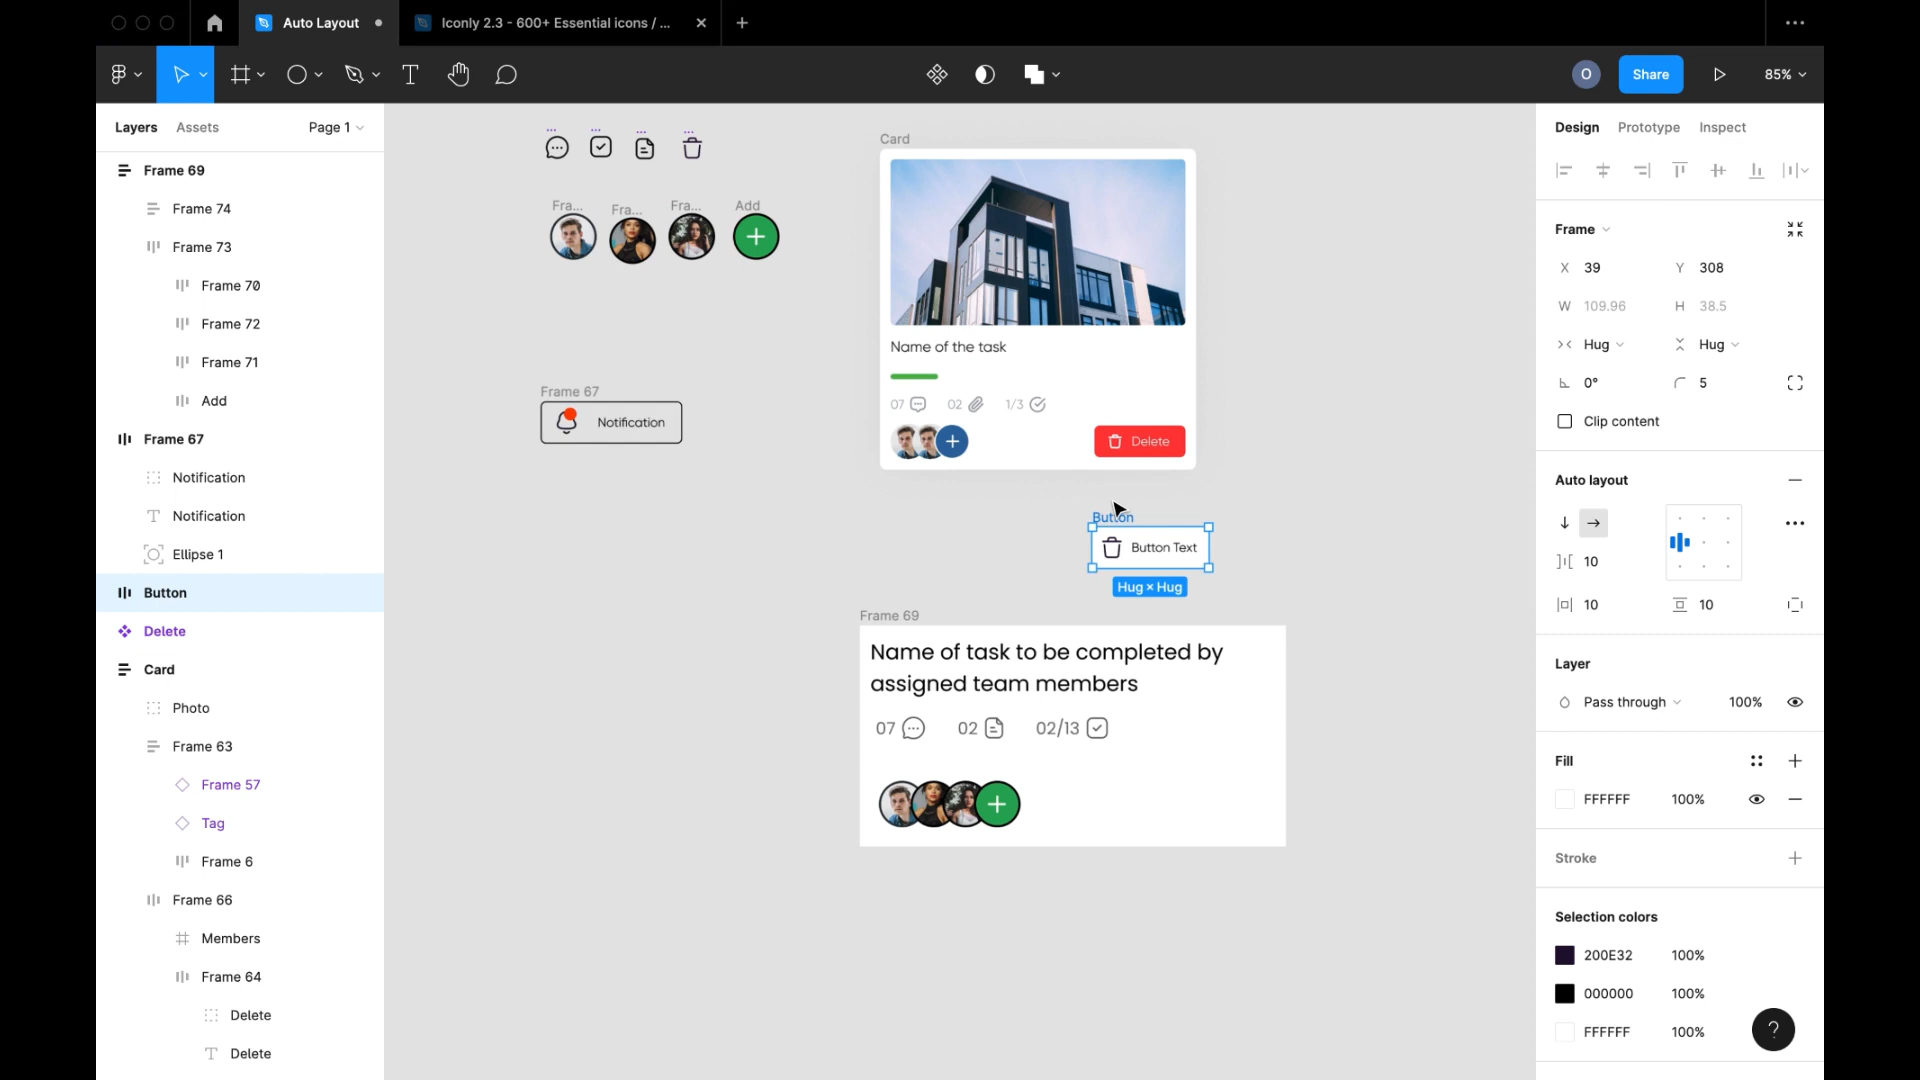 Auto Layout
Iconly 2.3 - 600+ Essential icons / ...
O
Share
85%
Layers
Assets
Page 1
Frame 69
Frame 74
Frame 73
Frame 70
Frame 72
Frame 71
Add
Frame 67
Notification
Notification
Ellipse 1
Button
Delete
Card
Photo
Frame 63
Frame 57
Tag
Frame 6
Frame 66
Members
Frame 64
Delete
Delete
Fra...
Fra...
Fra...
Add
Frame 67
Notification
Card
Name of the task
07
02
1/3
Delete
Button
Button Text
Hug × Hug
Frame 69
Name of task to be completed by
assigned team members
07
02
02/13
Design
Prototype
Inspect
Frame
X 39
Y 308
W 109.96
H 38.5
Hug
Hug
0°
5
Clip content
Auto layout
10
10
10
Layer
Pass through
100%
Fill
FFFFFF
100%
Stroke
Selection colors
200E32 100%
000000 100%
FFFFFF 100%
?